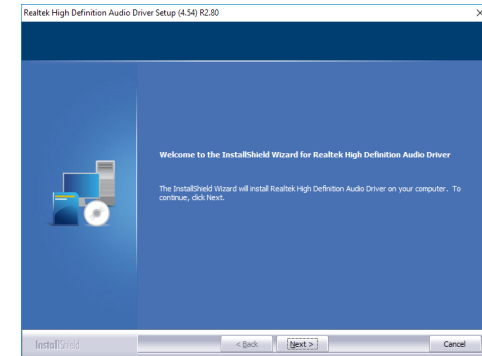 Realtek High Definition Audio Driver Setup (4.54) R2.80
Welcome to the InstallShield Wizard for Realtek High Definition Audio Driver
The InstallShield Wizard will install Realtek High Definition Audio Driver on your computer. To
continue, click Next.
InstallShield
< Back Next > Cancel